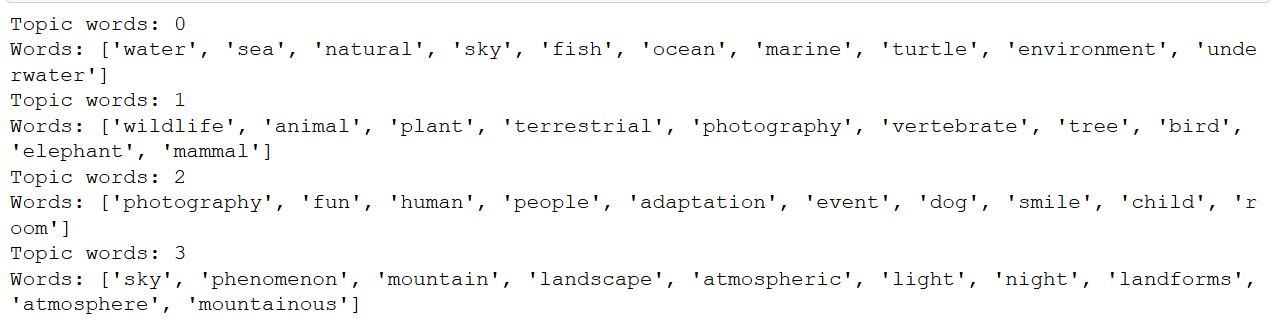 Topic words: 0
Words: ['water', 'sea', 'natural', 'sky', 'fish', 'ocean', 'marine', 'turtle', 'environment', 'unde
rwater']
Topic words: 1
Words: ['wildlife', 'animal', 'plant', 'terrestrial', 'photography', 'vertebrate', 'tree', 'bird',
'elephant', 'mammal']
Topic words: 2
Words: ['photography', 'fun', 'human', 'people', 'adaptation', 'event', 'dog', 'smile', 'child', 'r
oom']
Topic words: 3
Words: ['sky', 'phenomenon', 'mountain', 'landscape', 'atmospheric', 'light', 'night', 'landforms',
'atmosphere', 'mountainous']